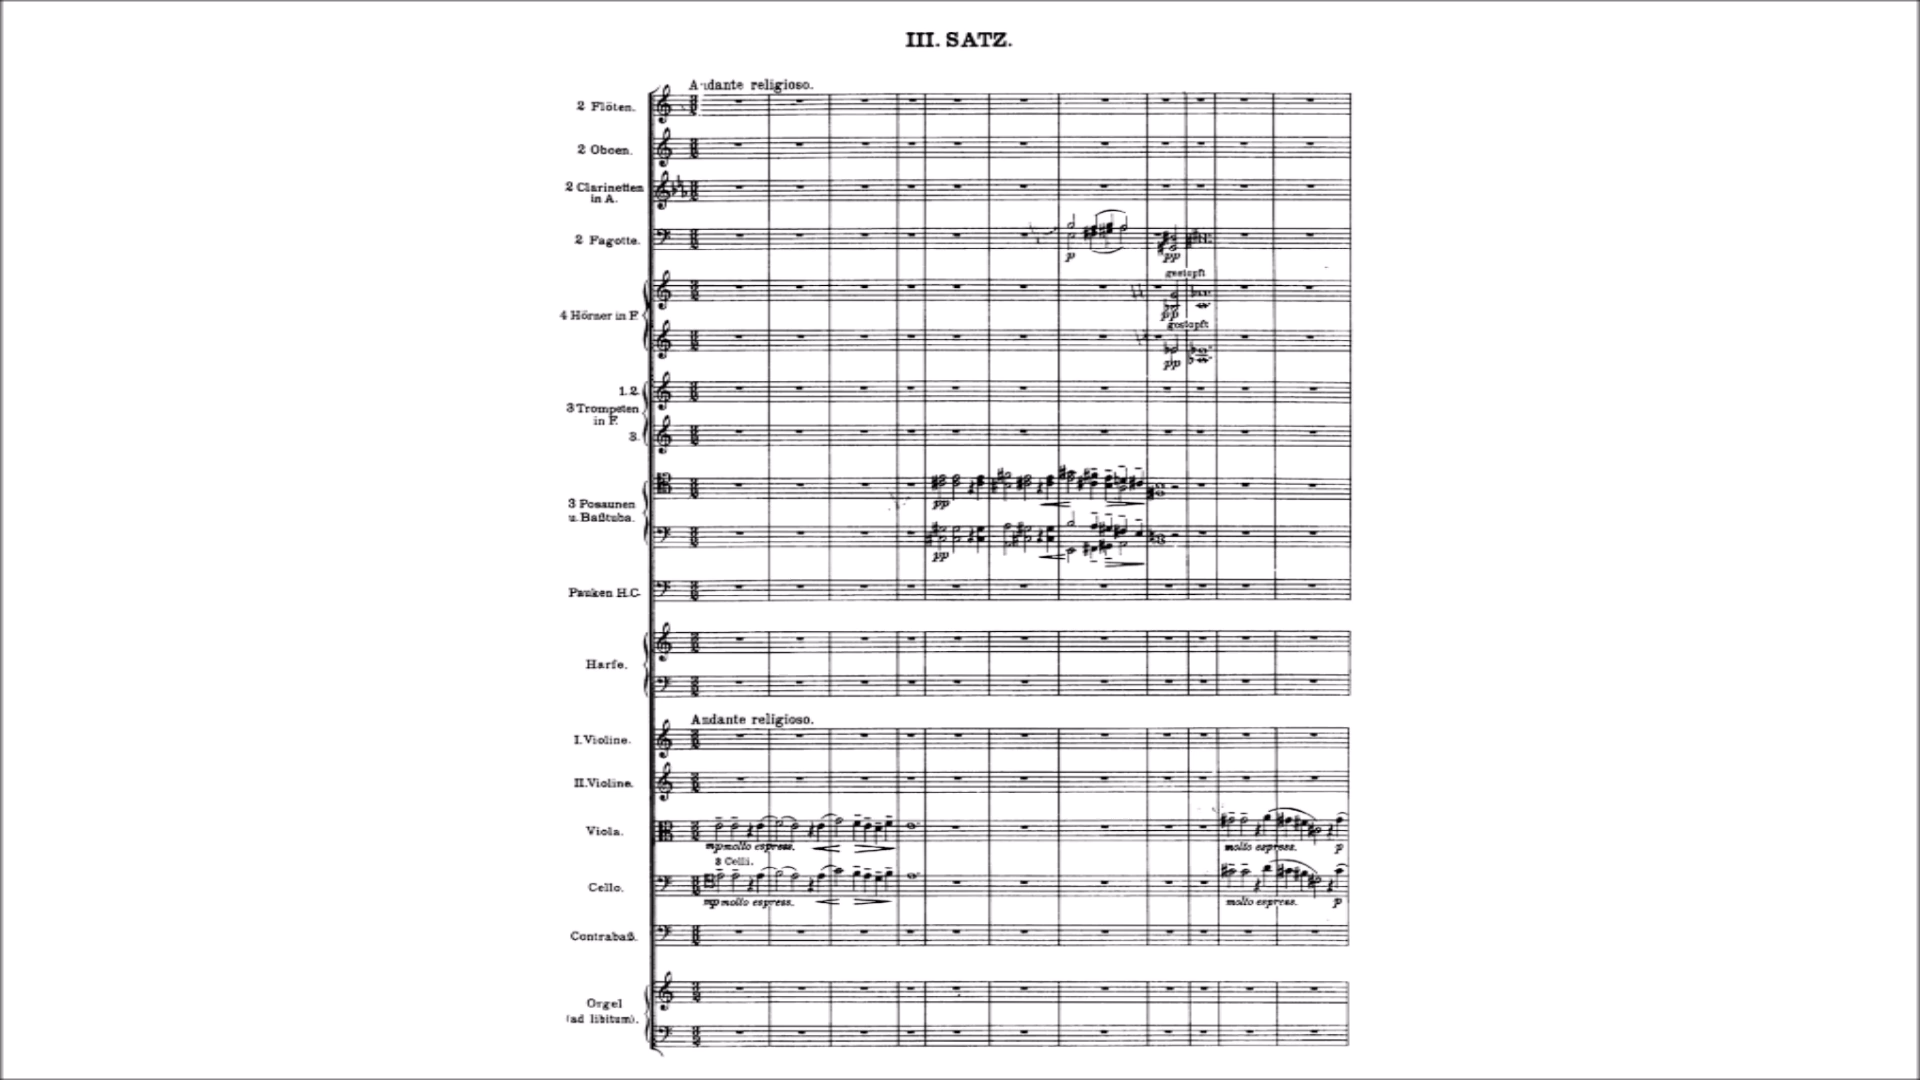 III. SATZ.
Andante religioso.
2 Flöten.
2 Oboen.
2 Clarinetten
in A.
2 Fagotte.
p
pp
gestopft
4 Hörner in F.
pp
gestopft
pp
1.2.
3 Trompeten
in F.
3.
3 Posaunen
u. Baßtuba.
pp
pp
Pauken H.C.
Harfe.
Andante religioso.
I. Violine.
II. Violine.
Viola.
mp molto espress.
molto espress.
p
3 Celli.
Cello.
mp molto espress.
molto espress.
p
Contrabaß.
Orgel
(ad libitum).